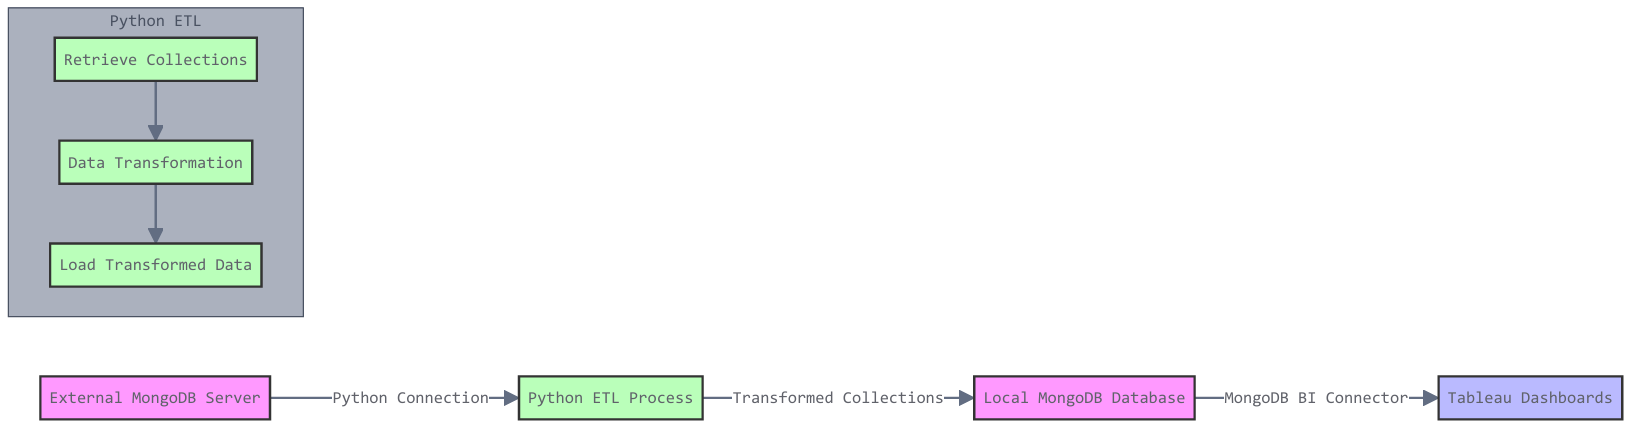 Python ETL
Retrieve Collections
Data Transformation
Load Transformed Data
External MongoDB Server
Python Connection
Python ETL Process
Transformed Collections
Local MongoDB Database
MongoDB BI Connector
Tableau Dashboards